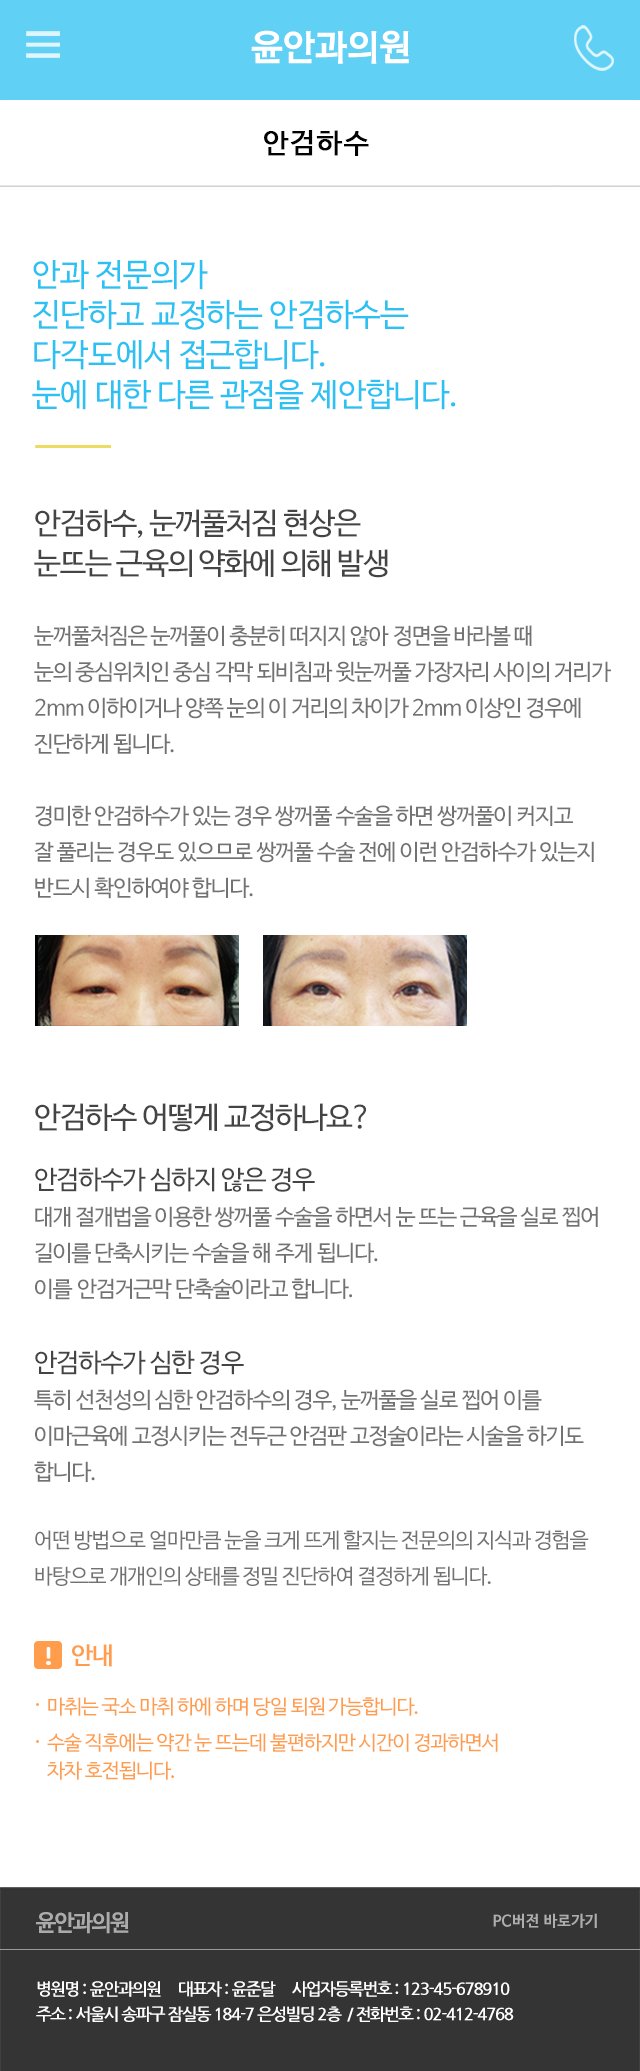 윤안과의원
안검하수
안과 전문의가
진단하고 교정하는 안검하수는
다각도에서 접근합니다.
눈에 대한 다른 관점을 제안합니다.
안검하수, 눈꺼풀처짐 현상은
눈뜨는 근육의 약화에 의해 발생
눈꺼풀처짐은 눈꺼풀이 충분히 떠지지 않아 정면을 바라볼 때
눈의 중심위치인 중심 각막 되비침과 윗눈꺼풀 가장자리 사이의 거리가
2mm 이하이거나 양쪽 눈의 이 거리의 차이가 2mm 이상인 경우에
진단하게 됩니다.
경미한 안검하수가 있는 경우 쌍꺼풀 수술을 하면 쌍꺼풀이 커지고
잘 풀리는 경우도 있으므로 쌍꺼풀 수술 전에 이런 안검하수가 있는지
반드시 확인하여야 합니다.
안검하수 어떻게 교정하나요?
안검하수가 심하지 않은 경우
대개 절개법을 이용한 쌍꺼풀 수술을 하면서 눈 뜨는 근육을 실로 찝어
길이를 단축시키는 수술을 해 주게 됩니다.
이를 안검거근막 단축술이라고 합니다.
안검하수가 심한 경우
특히 선천성의 심한 안검하수의 경우, 눈꺼풀을 실로 찝어 이를
이마근육에 고정시키는 전두근 안검판 고정술이라는 시술을 하기도
합니다.
어떤 방법으로 얼마만큼 눈을 크게 뜨게 할지는 전문의의 지식과 경험을
바탕으로 개개인의 상태를 정밀 진단하여 결정하게 됩니다.
! 안내
· 마취는 국소 마취 하에 하며 당일 퇴원 가능합니다.
· 수술 직후에는 약간 눈 뜨는데 불편하지만 시간이 경과하면서
차차 호전됩니다.
윤안과의원 PC버전 바로가기
병원명 : 윤안과의원 대표자 : 윤준달 사업자등록번호 : 123-45-678910
주소 : 서울시 송파구 잠실동 184-7 은성빌딩 2층 / 전화번호 : 02-412-4768